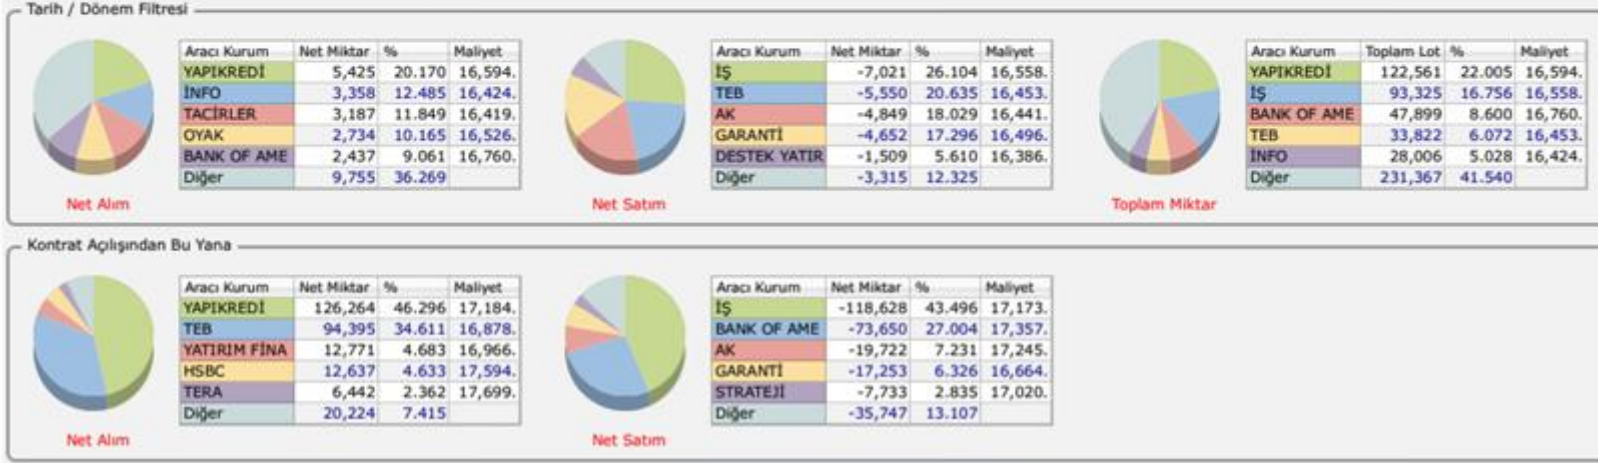 Tarih / Dönem Filtresi
Aracı Kurum Net Miktar % Maliyet
YAPIKREDİ 5,425 20.170 16,594.
İNFO 3,358 12.485 16,424.
TACİRLER 3,187 11.849 16,419.
OYAK 2,734 10.165 16,526.
BANK OF AME 2,437 9.061 16,760.
Diğer 9,755 36.269
Net Alım
Aracı Kurum Net Miktar % Maliyet
İŞ -7,021 26.104 16,558.
TEB -5,550 20.635 16,453.
AK -4,849 18.029 16,441.
GARANTİ -4,652 17.296 16,496.
DESTEK YATIR -1,509 5.610 16,386.
Diğer -3,315 12.325
Net Satım
Aracı Kurum Toplam Lot % Maliyet
YAPIKREDİ 122,561 22.005 16,594.
İŞ 93,325 16.756 16,558.
BANK OF AME 47,899 8.600 16,760.
TEB 33,822 6.072 16,453.
İNFO 28,006 5.028 16,424.
Diğer 231,367 41.540
Toplam Miktar
Kontrat Açılışından Bu Yana
Aracı Kurum Net Miktar % Maliyet
YAPIKREDİ 126,264 46.296 17,184.
TEB 94,395 34.611 16,878.
YATIRIM FİNA 12,771 4.683 16,966.
HSBC 12,637 4.633 17,594.
TERA 6,442 2.362 17,699.
Diğer 20,224 7.415
Net Alım
Aracı Kurum Net Miktar % Maliyet
İŞ -118,628 43.496 17,173.
BANK OF AME -73,650 27.004 17,357.
AK -19,722 7.231 17,245.
GARANTİ -17,253 6.326 16,664.
STRATEJİ -7,733 2.835 17,020.
Diğer -35,747 13.107
Net Satım